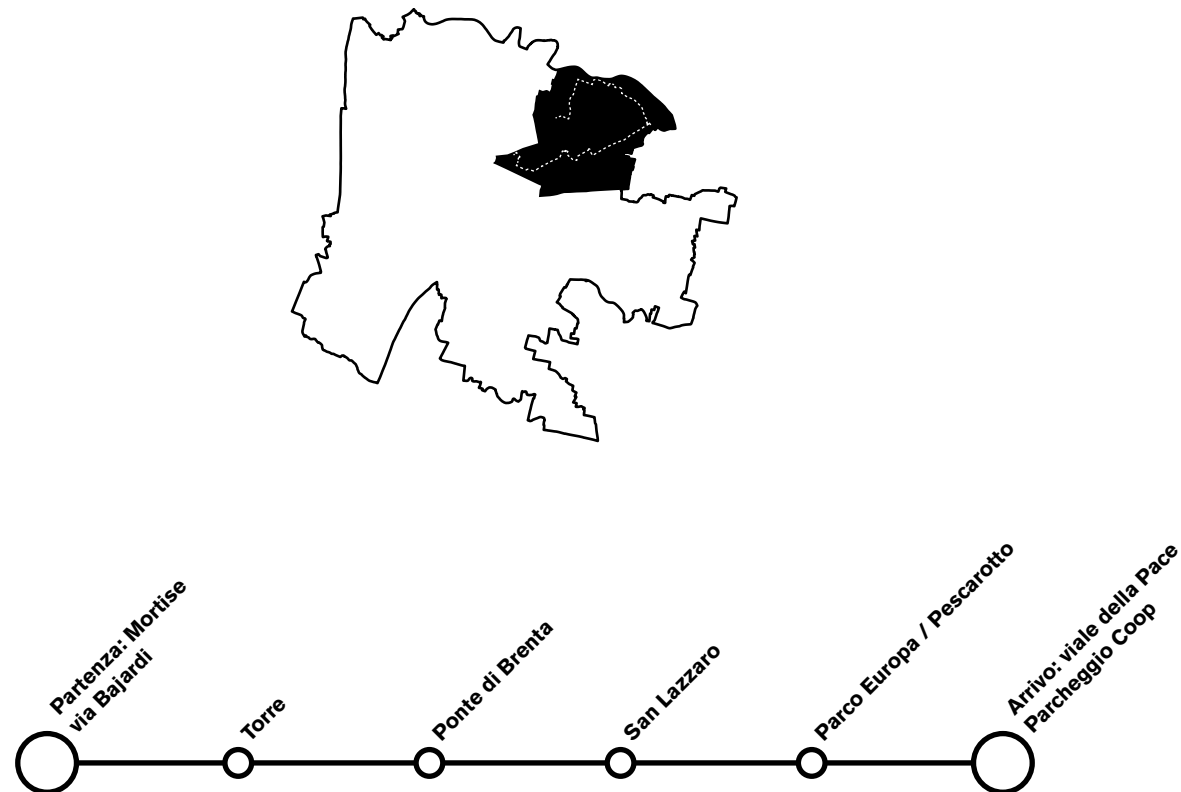 Partenza: Mortise
via Bajardi
Torre
Ponte di Brenta
San Lazzaro
Parco Europa / Pescarotto
Arrivo: viale della Pace
Parcheggio Coop